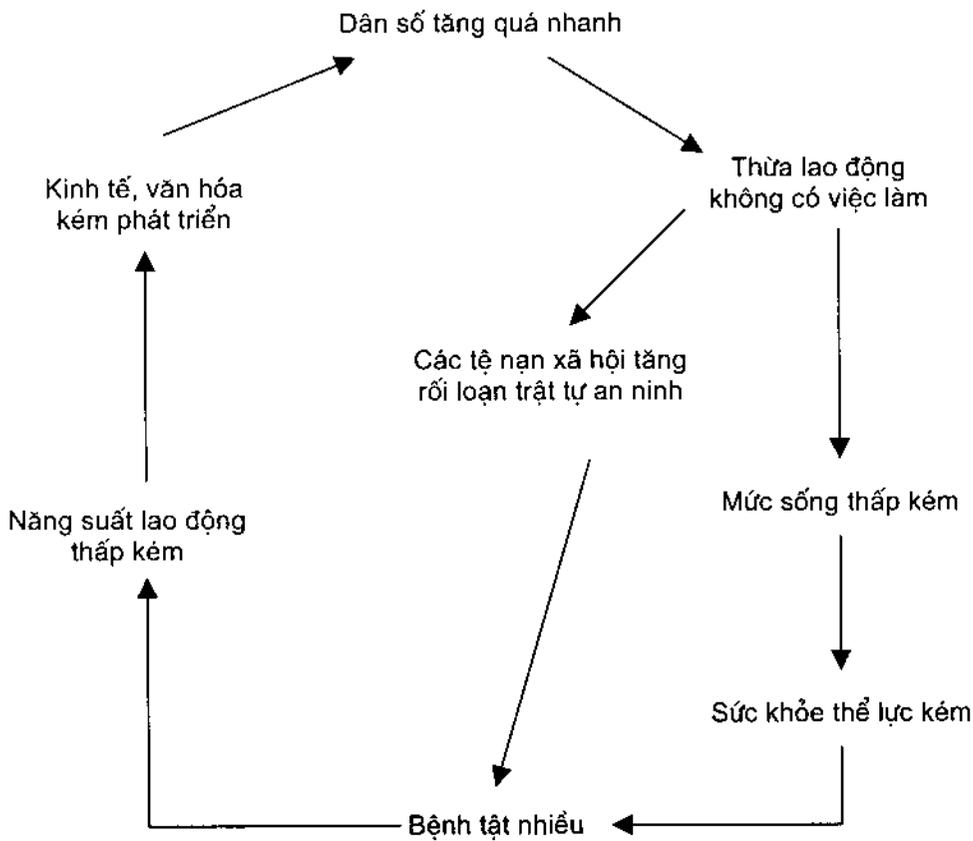 Dân số tăng quá nhanh
Thừa lao động
không có việc làm
Kinh tế, văn hóa
kém phát triển
Các tệ nạn xã hội tăng
rối loạn trật tự an ninh
Mức sống thấp kém
Năng suất lao động
thấp kém
Sức khỏe thể lực kém
Bệnh tật nhiều